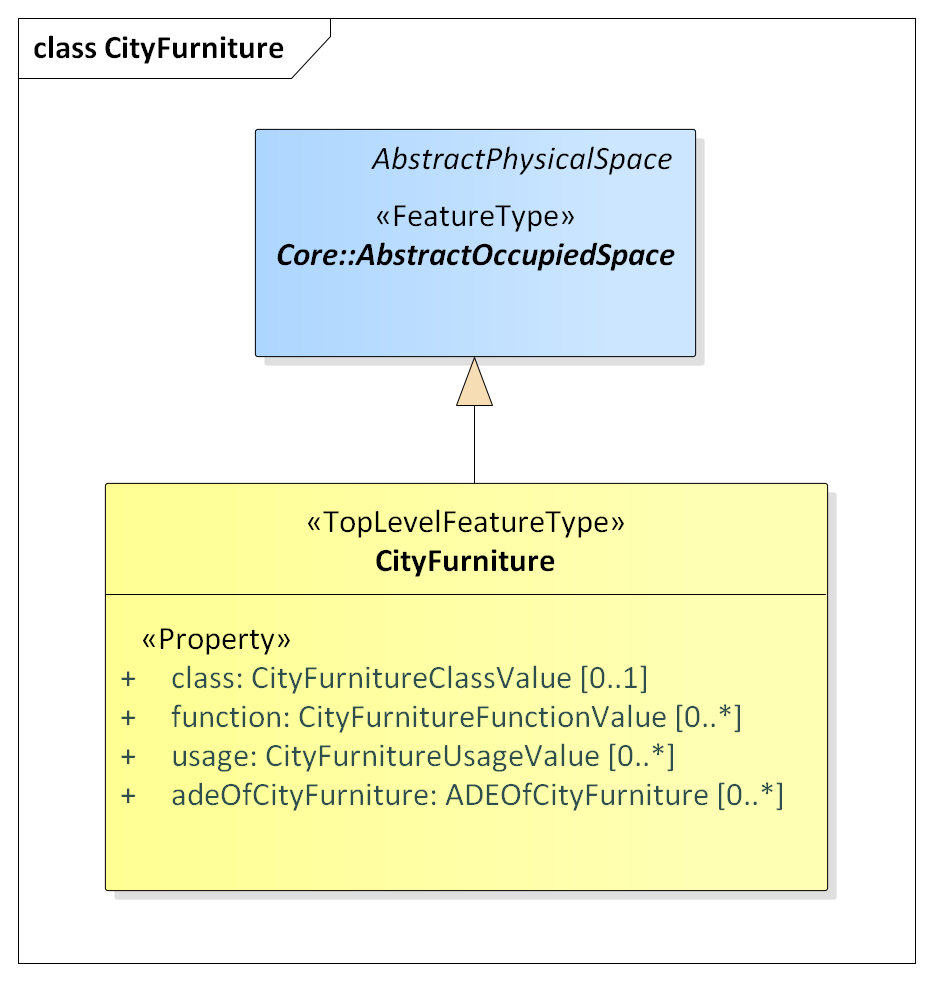 class CityFurniture
AbstractPhysicalSpace
«FeatureType»
Core::AbstractOccupiedSpace
«TopLevelFeatureType»
CityFurniture
«Property»
+ class: CityFurnitureClassValue [0..1]
+ function: CityFurnitureFunctionValue [0..*]
+ usage: CityFurnitureUsageValue [0..*]
+ adeOfCityFurniture: ADEOfCityFurniture [0..*]